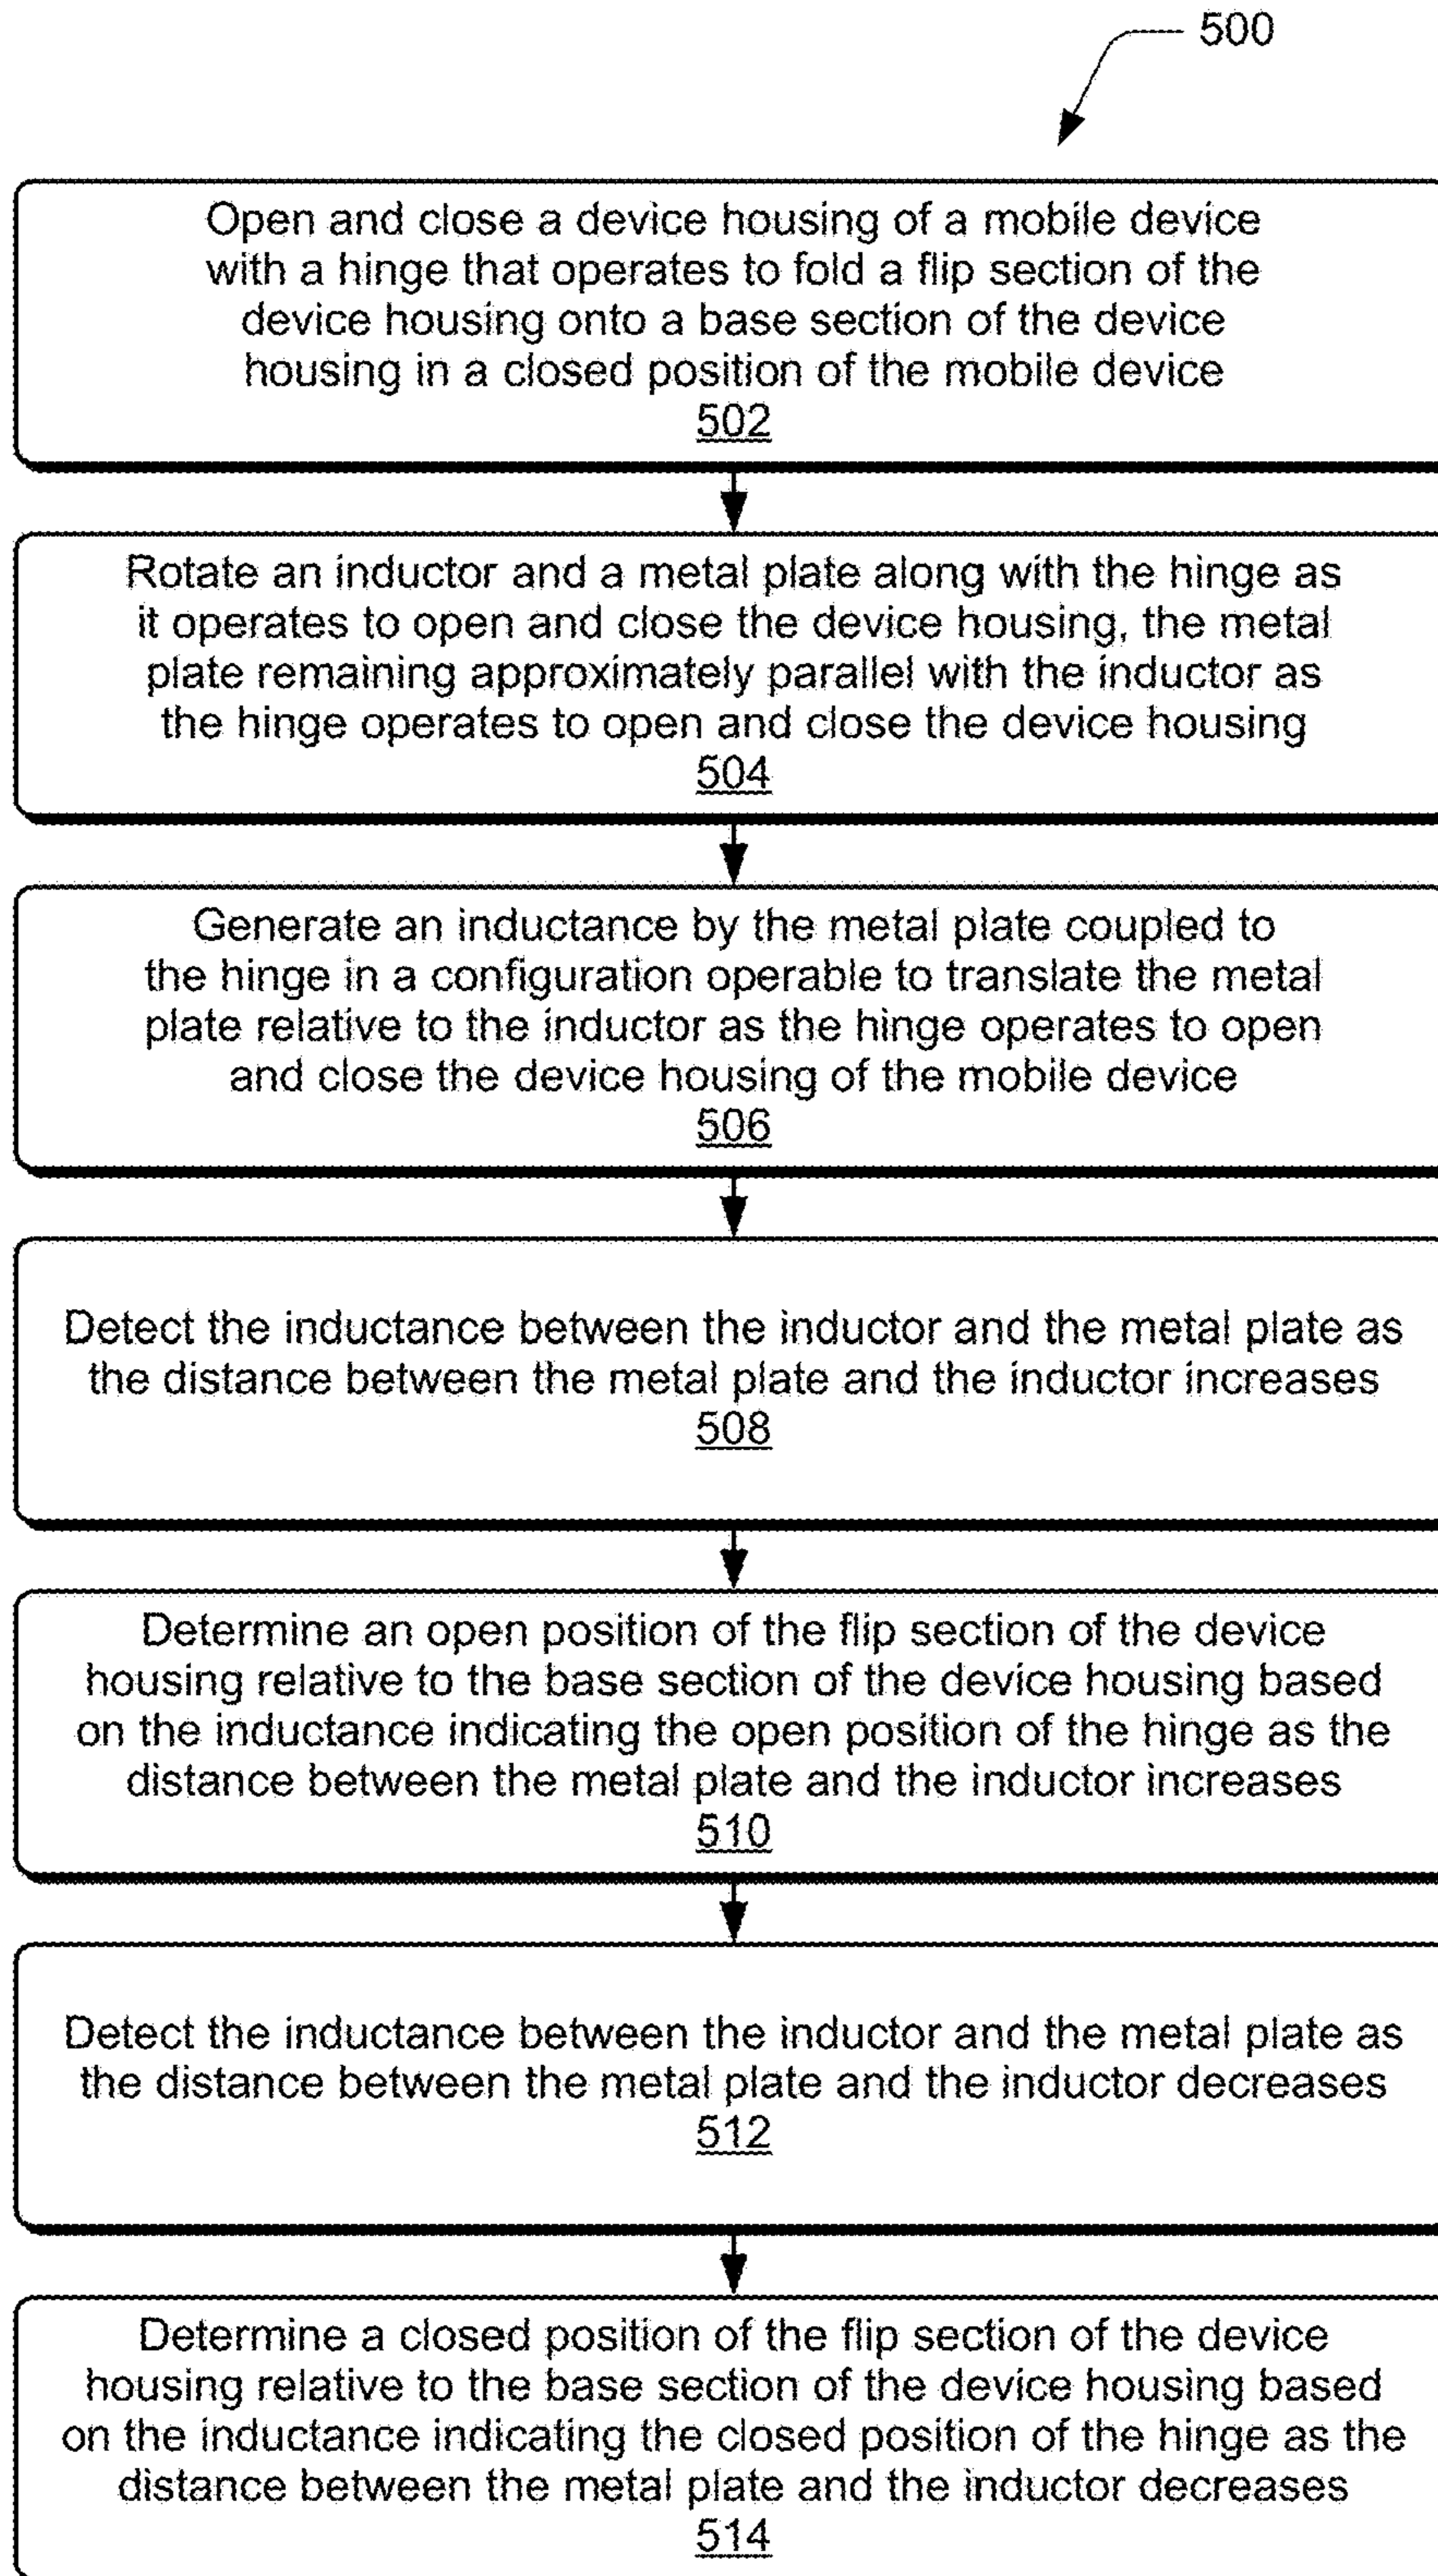 500
Open and close a device housing of a mobile device
with a hinge that operates to fold a flip section of the
device housing onto a base section of the device
housing in a closed position of the mobile device
502
Rotate an inductor and a metal plate along with the hinge as
it operates to open and close the device housing, the metal
plate remaining approximately parallel with the inductor as
the hinge operates to open and close the device housing
504
Generate an inductance by the metal plate coupled to
the hinge in a configuration operable to translate the metal
plate relative to the inductor as the hinge operates to open
and close the device housing of the mobile device
506
Detect the inductance between the inductor and the metal plate as
the distance between the metal plate and the inductor increases
508
Determine an open position of the flip section of the device
housing relative to the base section of the device housing based
on the inductance indicating the open position of the hinge as the
distance between the metal plate and the inductor increases
510
Detect the inductance between the inductor and the metal plate as
the distance between the metal plate and the inductor decreases
512
Determine a closed position of the flip section of the device
housing relative to the base section of the device housing based
on the inductance indicating the closed position of the hinge as the
distance between the metal plate and the inductor decreases
514